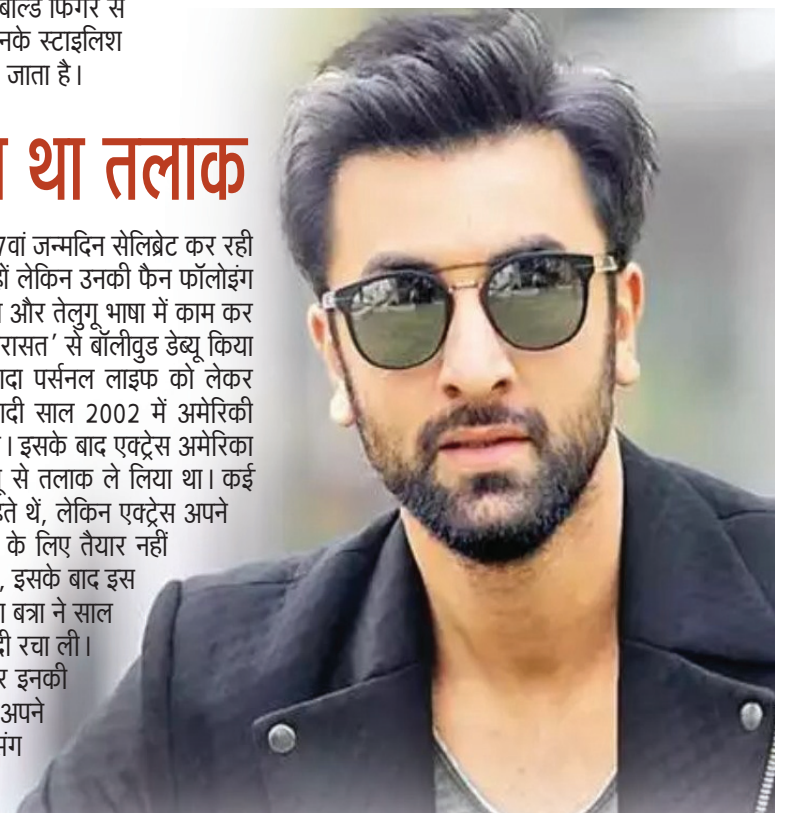 बोल्ड फिगर से
नके स्टाइलिश
जाता है।
था तलाक
7वां जन्मदिन सेलिब्रेट कर रही
हों लेकिन उनकी फैन फॉलोइंग
और तेलुगू भाषा में काम कर
रासत’ से बॉलीवुड डेब्यू किया
यादा पर्सनल लाइफ को लेकर
ादी साल 2002 में अमेरिकी
। इसके बाद एक्ट्रेस अमेरिका
से तलाक ले लिया था। कई
ते थें, लेकिन एक्ट्रेस अपने
के लिए तैयार नहीं
, इसके बाद इस
बत्रा ने साल
दी रचा ली।
र इनकी
अपने